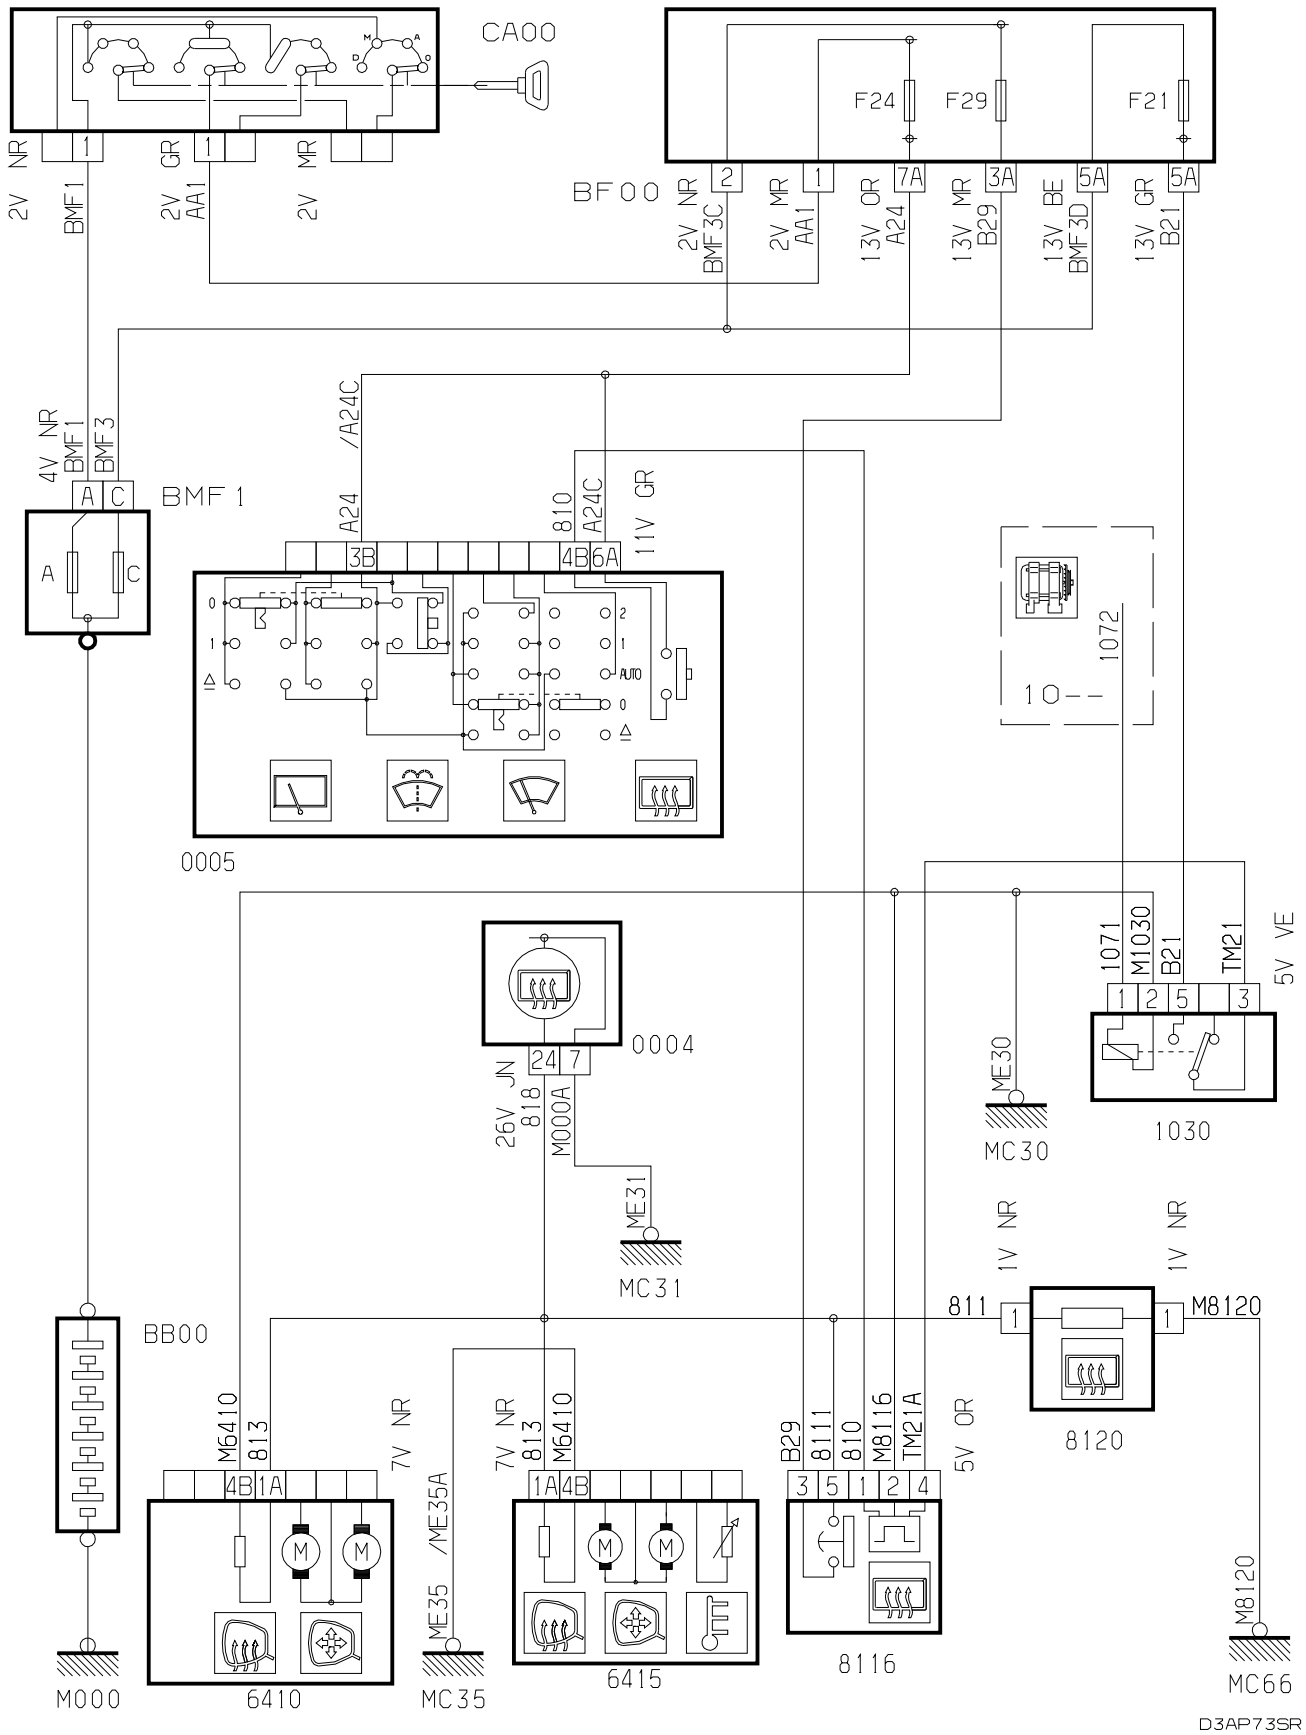 CA00
M
A
D
O
F24
F29
F21
1
1
2
1
7A
3A
5A
5A
BF00
2V NR
BMF1
2V GR
AA1
2V MR
2V NR
BMF3C
2V MR
AA1
13V OR
A24
13V MR
B29
13V BE
BMF3D
13V GR
B21
4V NR
BMF1
BMF3
A
C
BMF1
A
C
A24 /A24C
810
A24C
11V GR
3B
4B
6A
0
1
2
1
AUTO
0
0005
1072
10--
1071
M1030
B21
TM21
5V VE
1
2
5
3
1030
0004
24
7
26V JN
818
M000A
ME31
MC31
ME30
MC30
1V NR
1V NR
811
1
1
M8120
8120
BB00
M6410
813
7V NR
4B
1A
M
M
6410
ME35 /ME35A
MC35
7V NR
813
M6410
1A
4B
M
M
6415
B29
8111
810
M8116
TM21A
5V OR
3
5
1
2
4
8116
M8120
MC66
M000
D3AP73SR